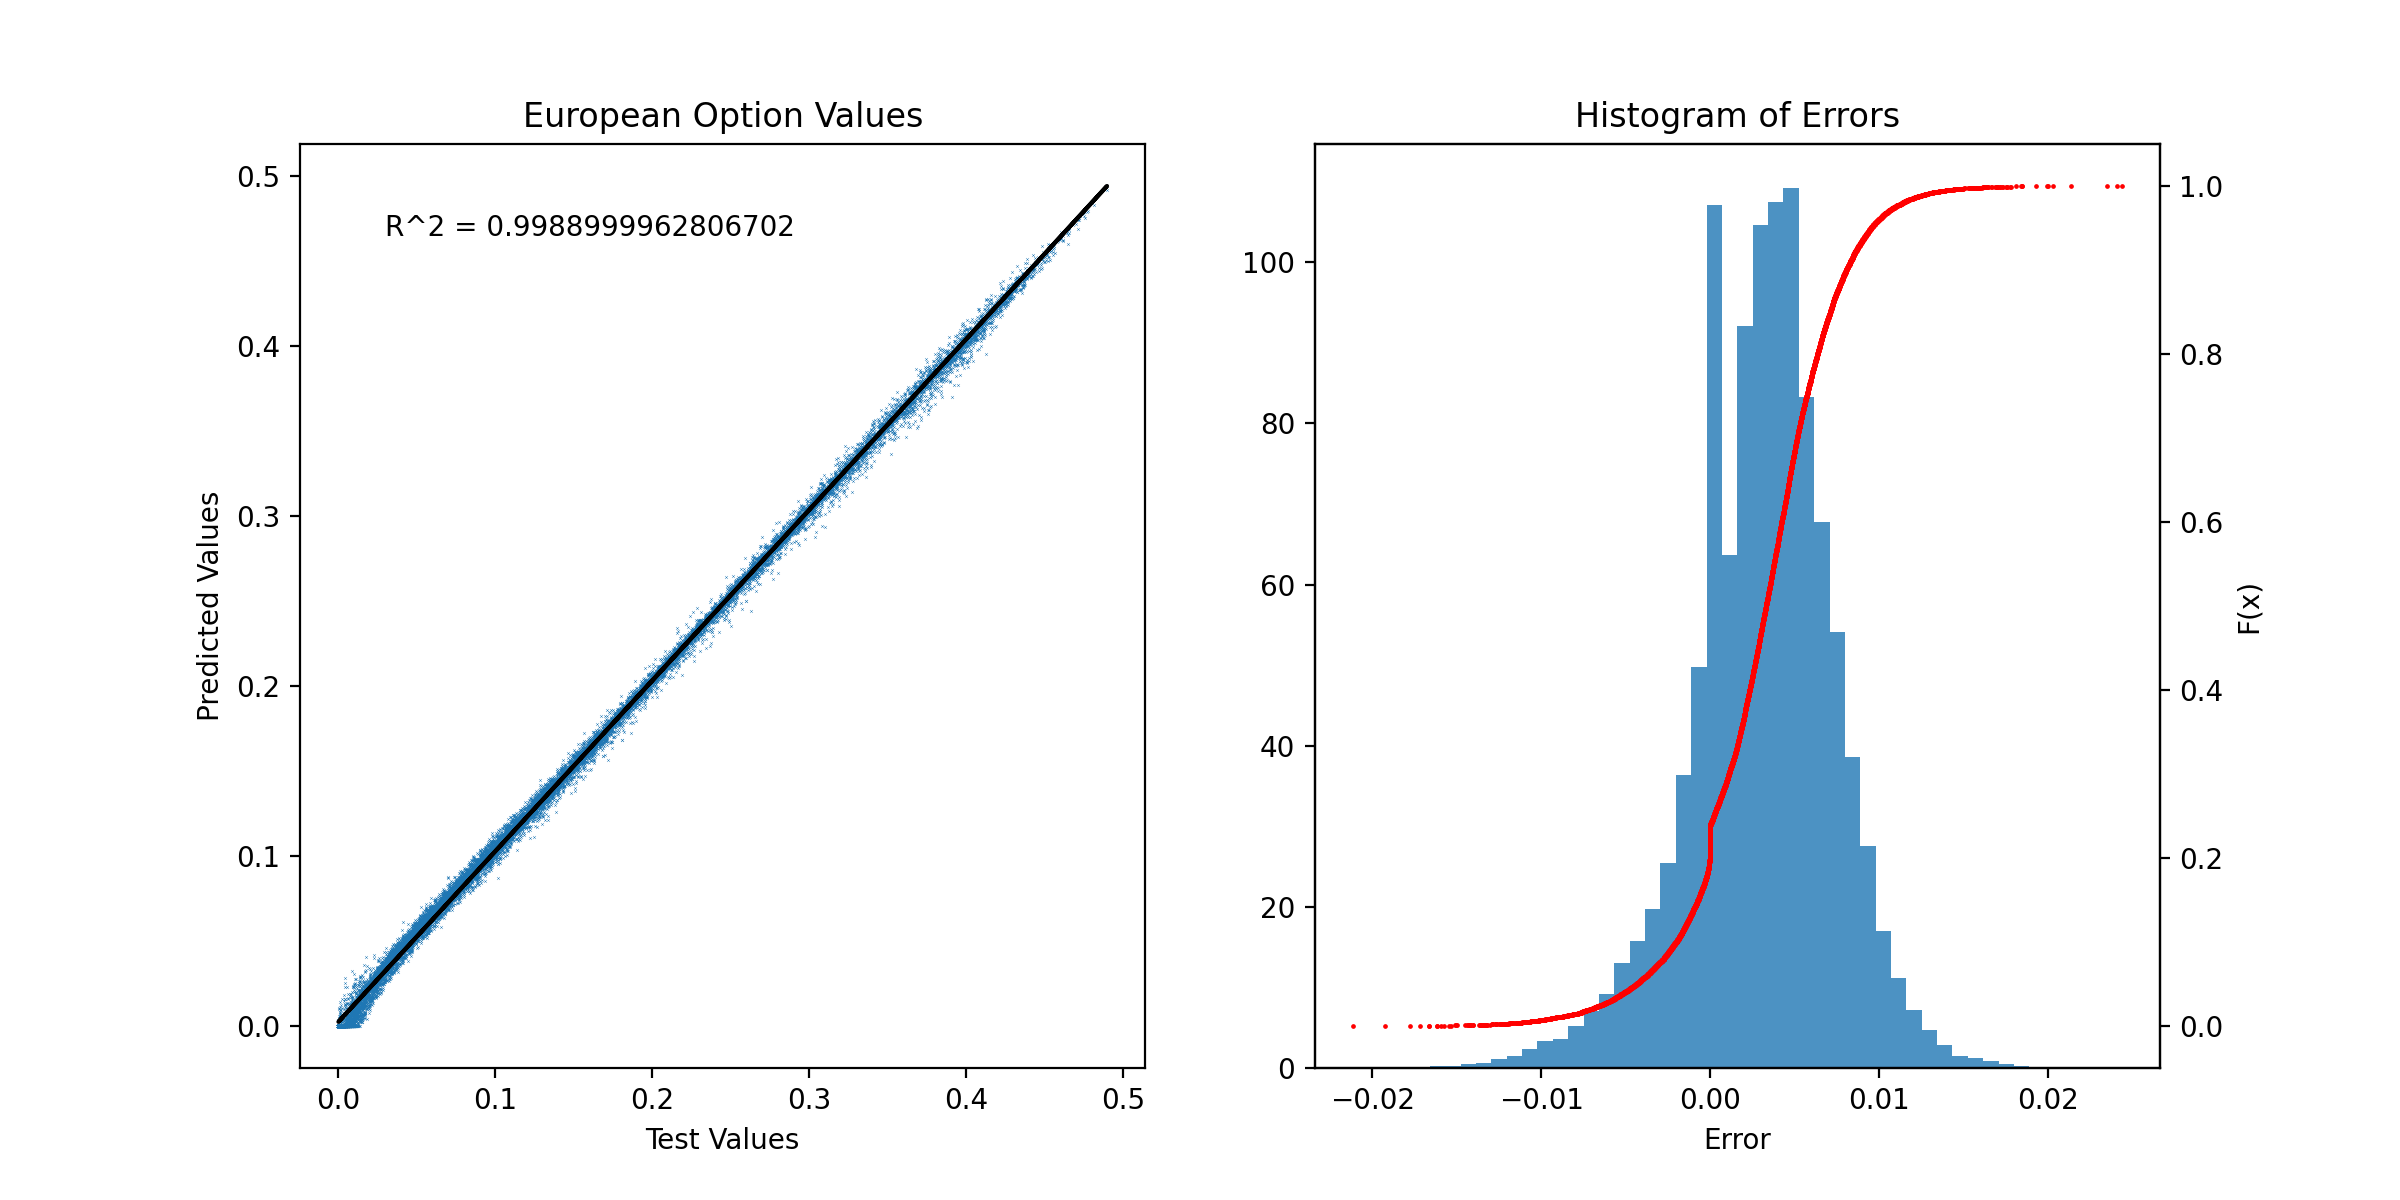 European Option Values
R^2 = 0.9988999962806702
Predicted Values
0.5
0.4
0.3
0.2
0.1
0.0
0.0 0.1 0.2 0.3 0.4 0.5
Test Values
Histogram of Errors
100
80
60
40
20
0
−0.02 −0.01 0.00 0.01 0.02
Error
1.0
0.8
0.6
0.4
0.2
0.0
F(x)